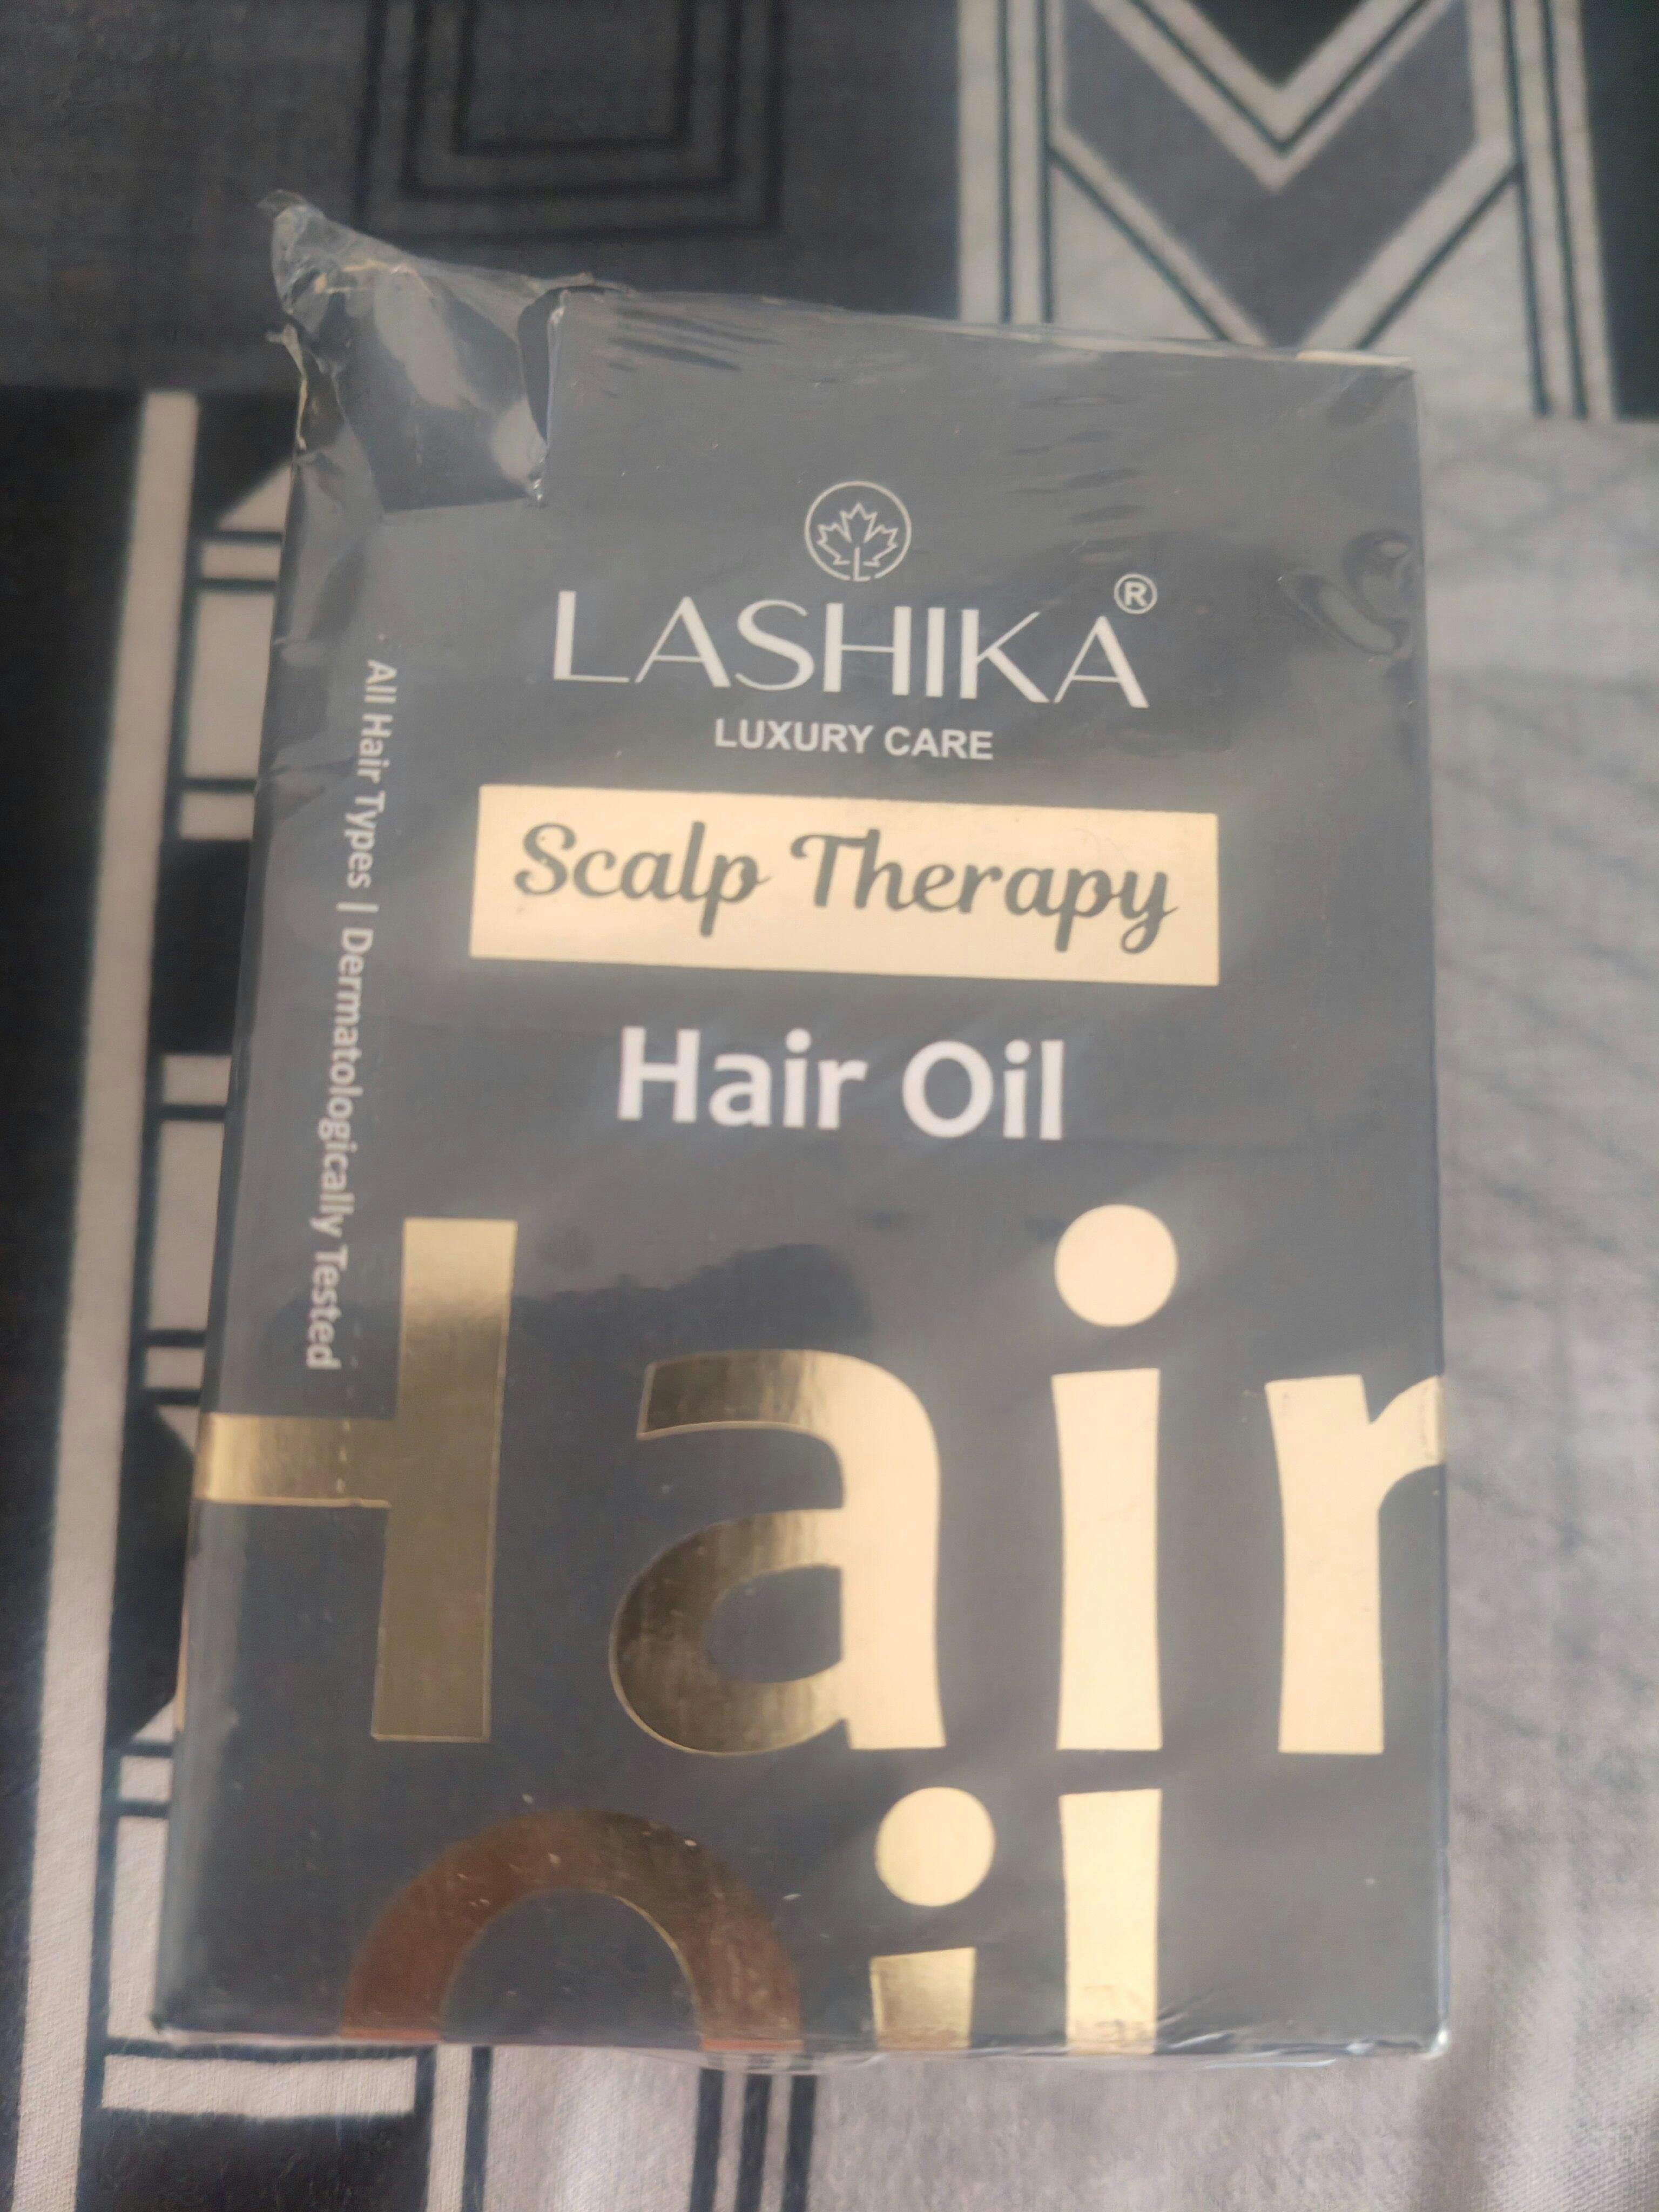 LASHIKA®
LUXURY CARE
Scalp Therapy
Hair Oil
All Hair Types | Dermatologically Tested
Hair
Oil